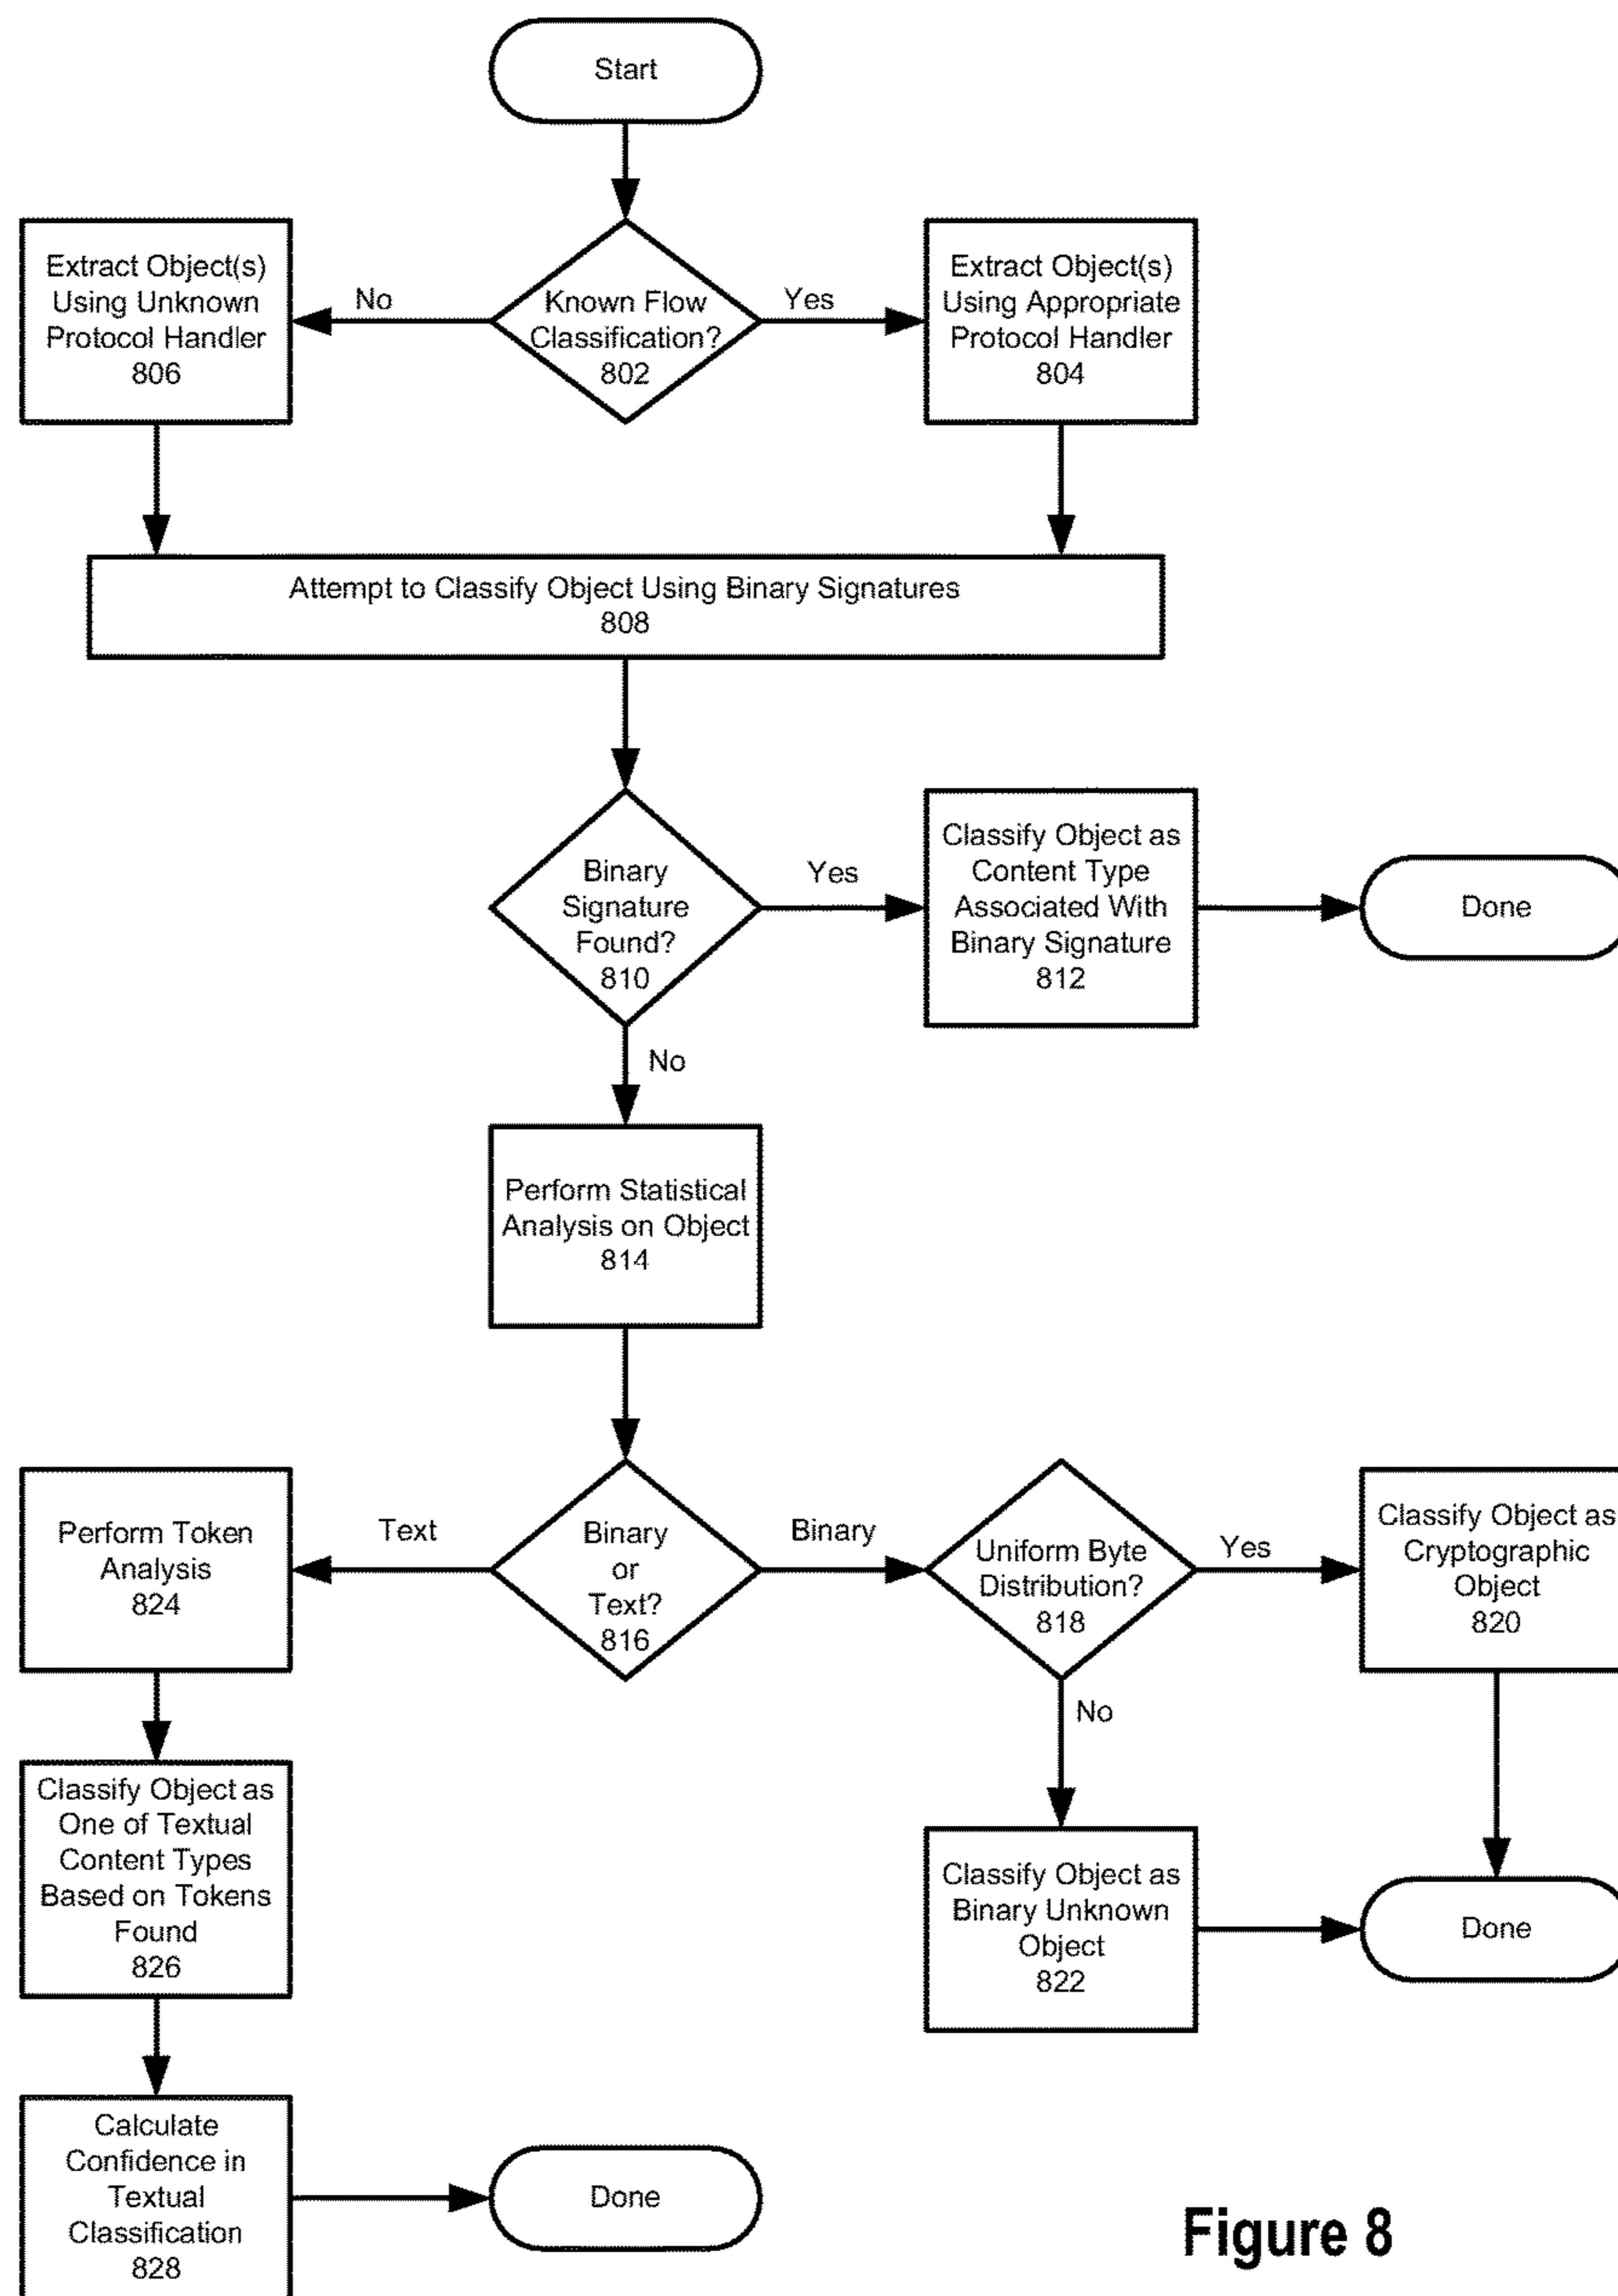 Start
Extract Object(s)
Using Unknown
Protocol Handler
806
No
Known Flow
Classification?
802
Yes
Extract Object(s)
Using Appropriate
Protocol Handler
804
Attempt to Classify Object Using Binary Signatures
808
Binary
Signature
Found?
810
Yes
Classify Object as
Content Type
Associated With
Binary Signature
812
Done
No
Perform Statistical
Analysis on Object
814
Perform Token
Analysis
824
Text
Binary
or
Text?
816
Binary
Uniform Byte
Distribution?
818
Yes
Classify Object as
Cryptographic
Object
820
No
Classify Object as
One of Textual
Content Types
Based on Tokens
Found
826
Classify Object as
Binary Unknown
Object
822
Done
Calculate
Confidence in
Textual
Classification
828
Done
Figure 8